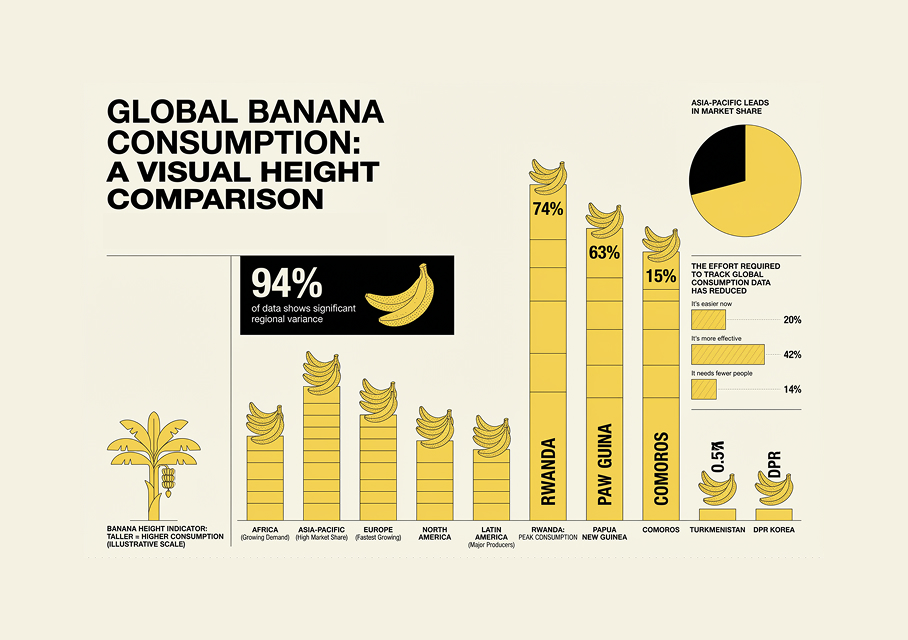 GLOBAL BANANA
CONSUMPTION:
A VISUAL HEIGHT
COMPARISON
94%
of data shows significant
regional variance
ASIA-PACIFIC LEADS
IN MARKET SHARE
THE EFFORT REQUIRED
TO TRACK GLOBAL
CONSUMPTION DATA
HAS REDUCED
It's easier now
20%
It's more effective
42%
It needs fewer people
14%
74%
63%
15%
RWANDA
PAW GUINA
COMOROS
DPR
BANANA HEIGHT INDICATOR:
TALLER = HIGHER CONSUMPTION
(ILLUSTRATIVE SCALE)
AFRICA
(Growing Demand)
ASIA-PACIFIC
(High Market Share)
EUROPE
(Fastest Growing)
NORTH
AMERICA
LATIN
AMERICA
(Major Producers)
RWANDA:
PEAK CONSUMPTION
PAPUA
NEW GUINEA
COMOROS
TURKMENISTAN
DPR KOREA